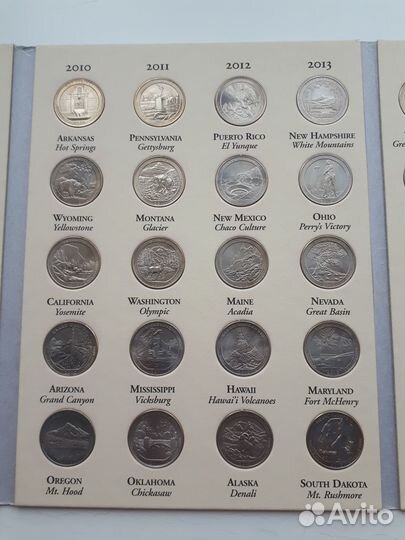 2010 2011 2012 2013
ARKANSAS PENNSYLVANIA PUERTO RICO NEW HAMPSHIRE
Hot Springs Gettysburg El Yunque White Mountains
WYOMING MONTANA NEW MEXICO OHIO
Yellowstone Glacier Chaco Culture Perry's Victory
CALIFORNIA WASHINGTON MAINE NEVADA
Yosemite Olympic Acadia Great Basin
ARIZONA MISSISSIPPI HAWAII MARYLAND
Grand Canyon Vicksburg Hawai'i Volcanoes Fort McHenry
OREGON OKLAHOMA ALASKA SOUTH DAKOTA
Mt. Hood Chickasaw Denali Mt. Rushmore
Avito